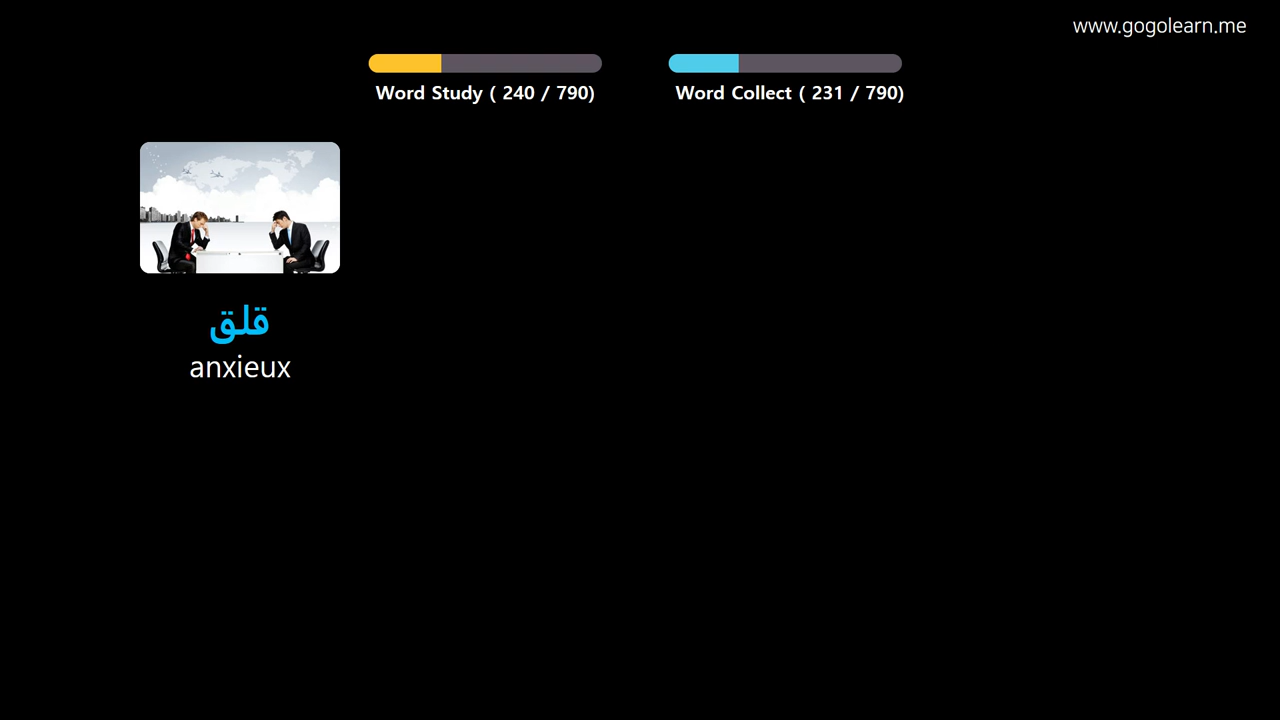 www.gogolearn.me
Word Study ( 240 / 790)
Word Collect ( 231 / 790)
قلق
anxieux